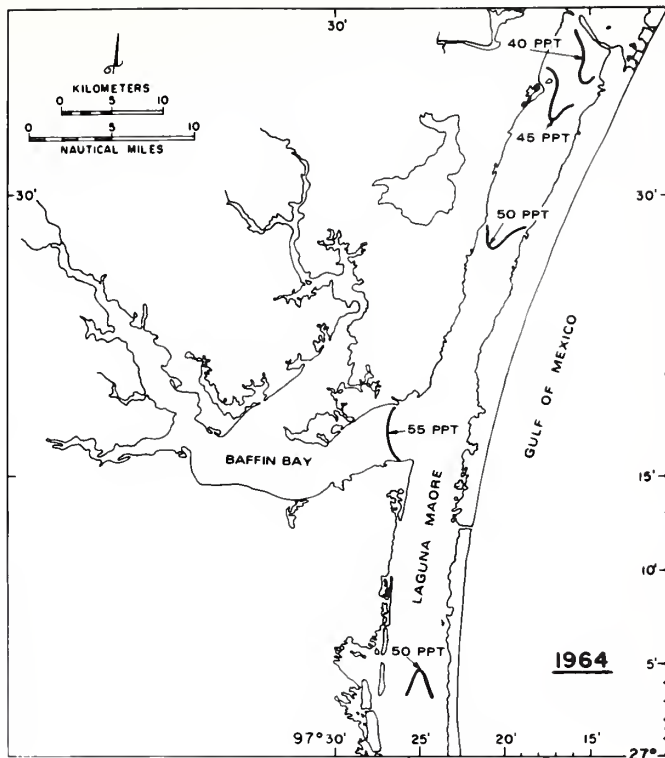 30'
40 PPT
KILOMETERS
0 5 10
0 5 10
NAUTICAL MILES
45 PPT
30'
30'
50 PPT
GULF OF MEXICO
55 PPT
BAFFIN BAY
15'
15'
LAGUNA MAORE
10'
50 PPT
1964
5'
97°30' 25' 20' 15'
27°